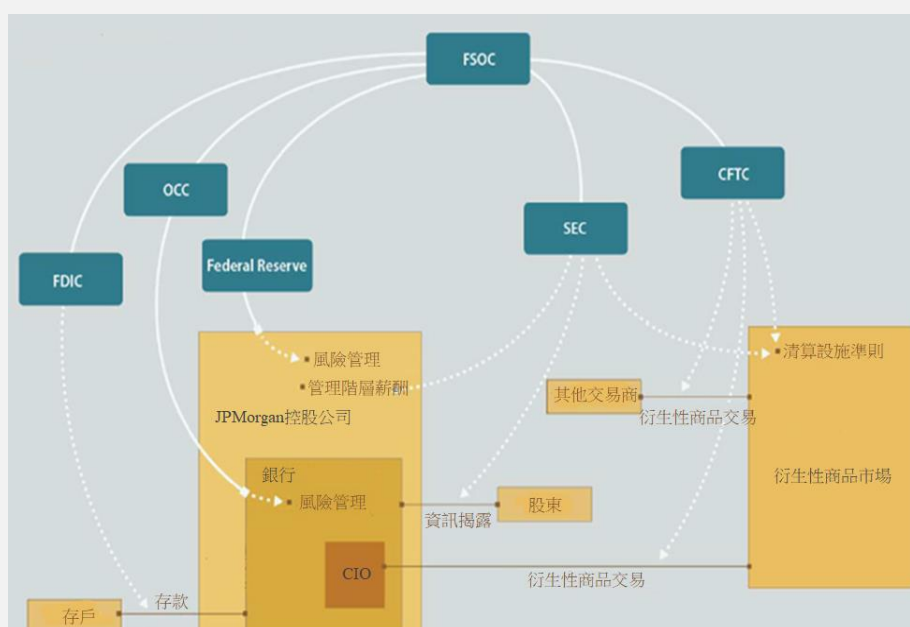 FSOC
OCC
CFTC
SEC
Federal Reserve
FDIC
風險管理
管理階層薪酬
JPMorgan控股公司
清算設施準則
其他交易商
衍生性商品交易
銀行
風險管理
資訊揭露
股東
衍生性商品市場
CIO
衍生性商品交易
存款
存戶